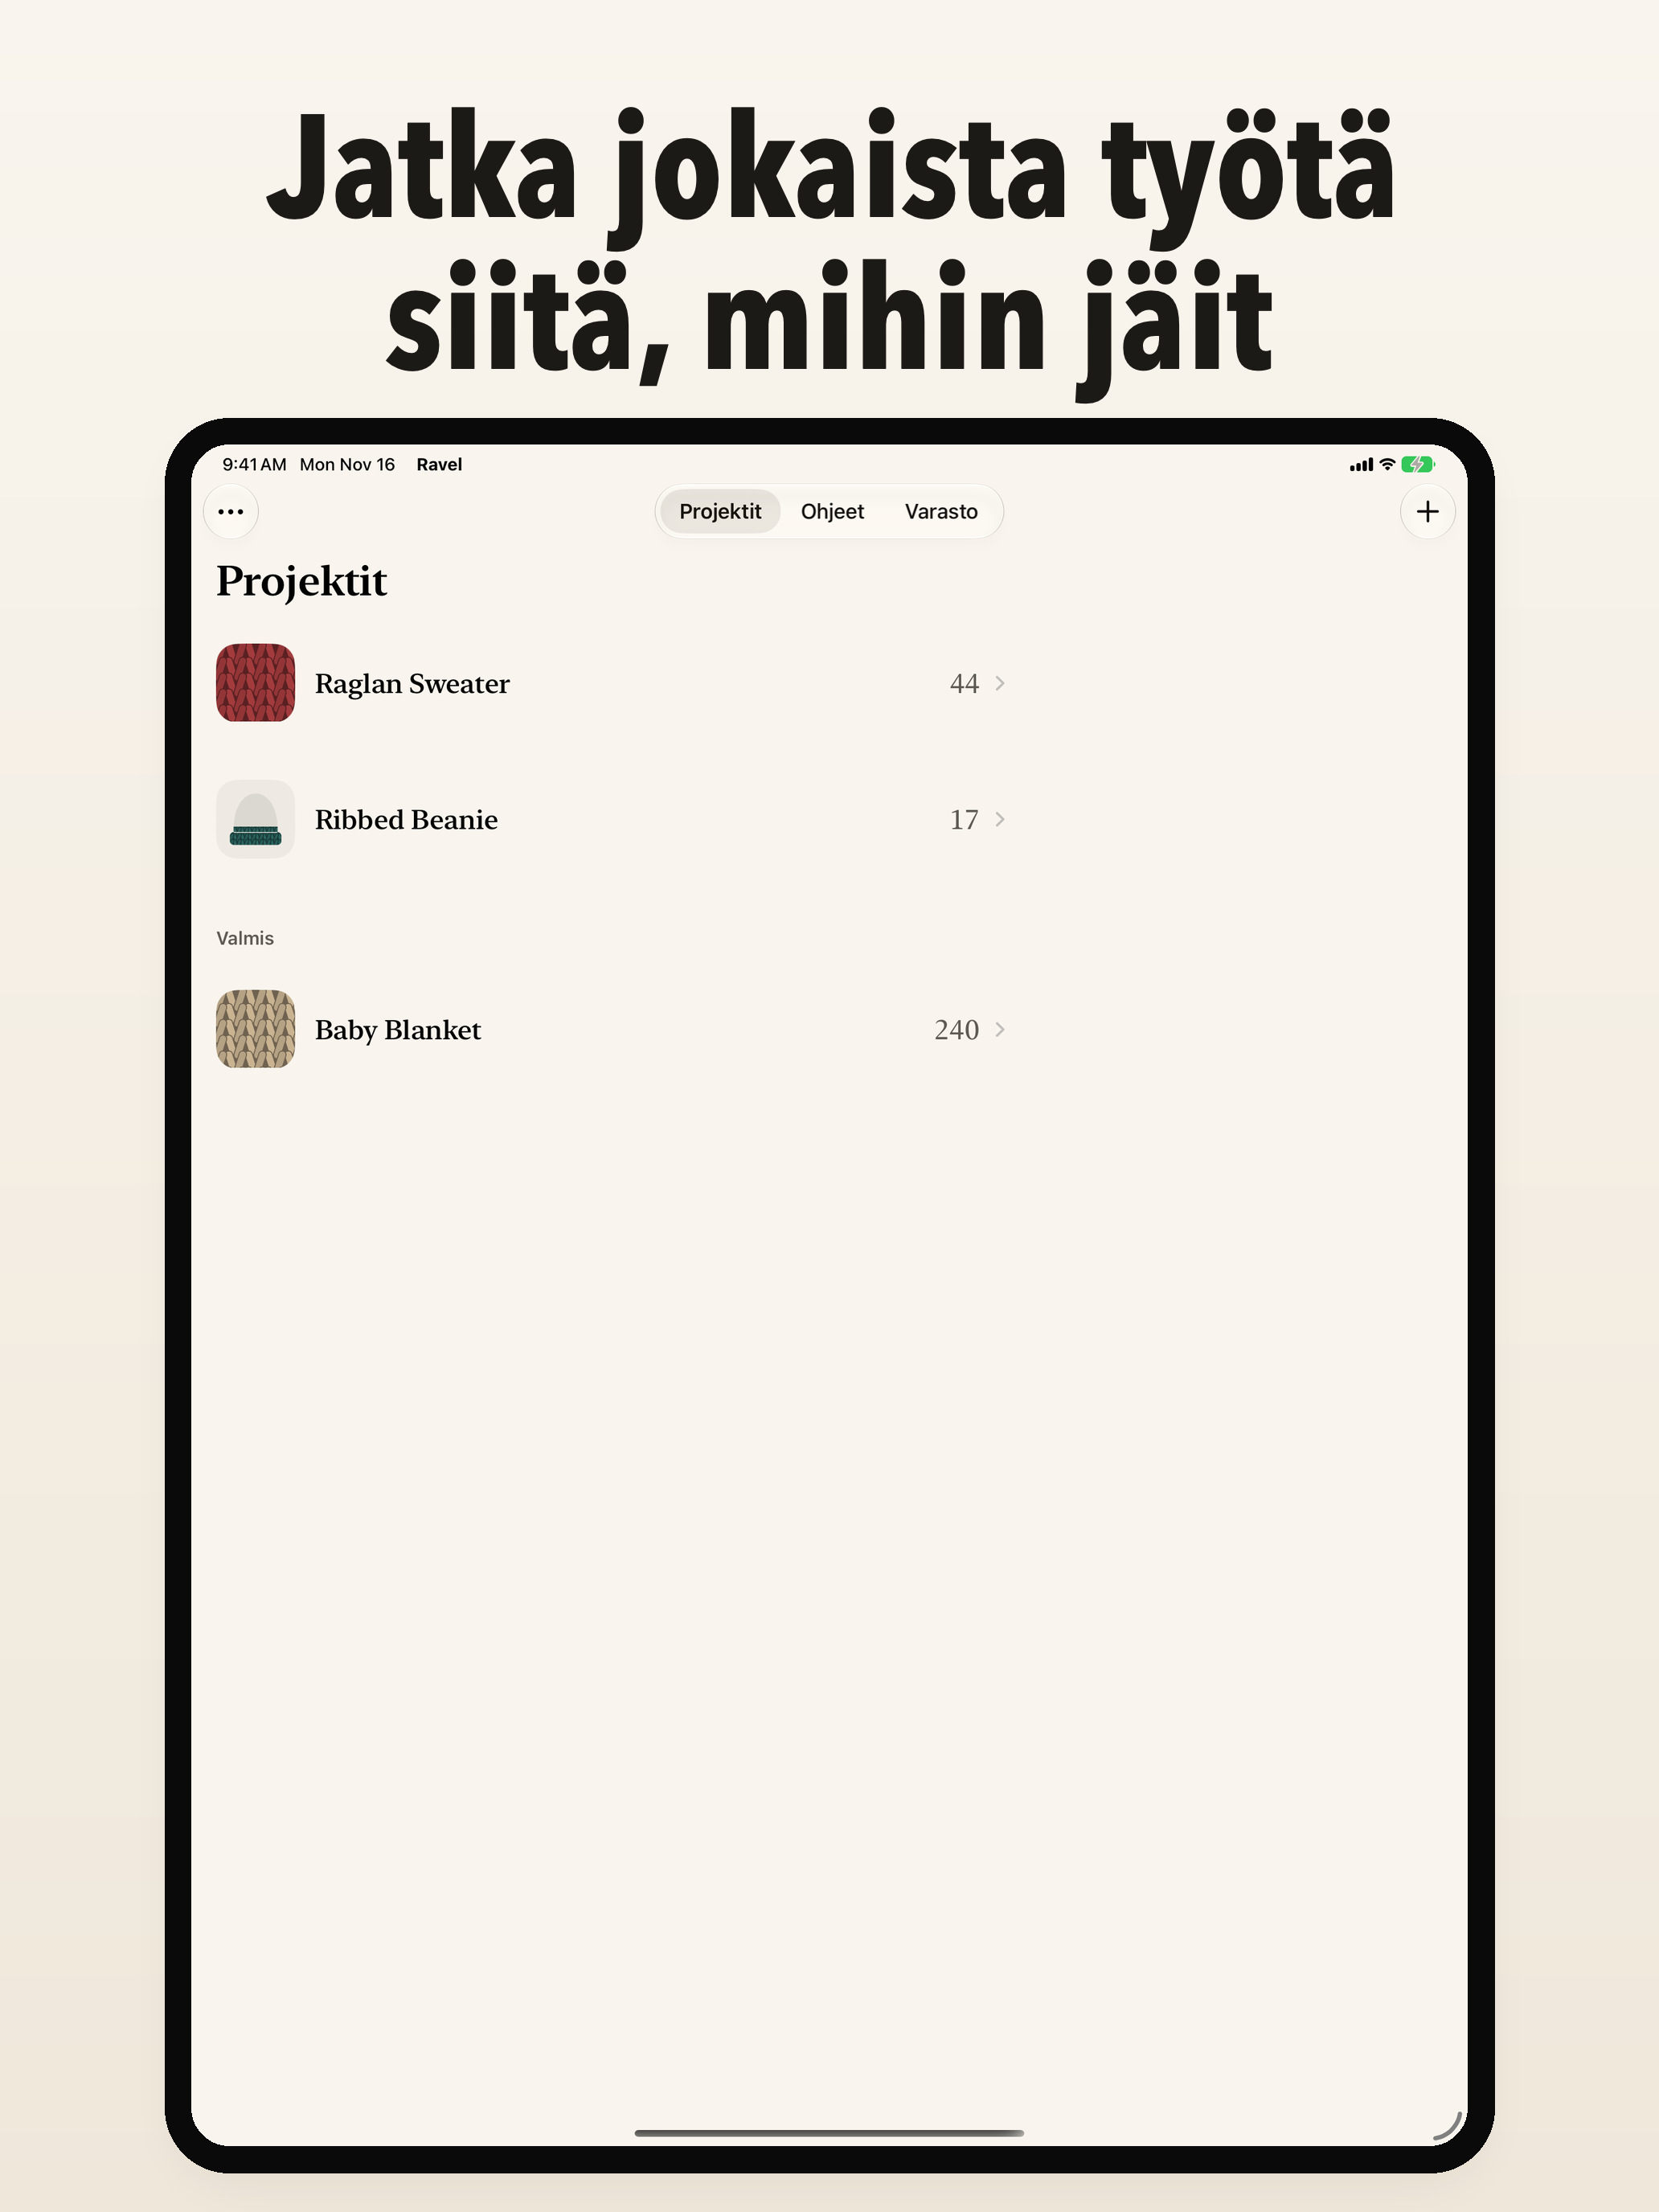 Jatka jokaista työtä
siitä, mihin jäit
9:41 AM Mon Nov 16 Ravel
Projektit Ohjeet Varasto
Projektit
Raglan Sweater 44
Ribbed Beanie 17
Valmis
Baby Blanket 240